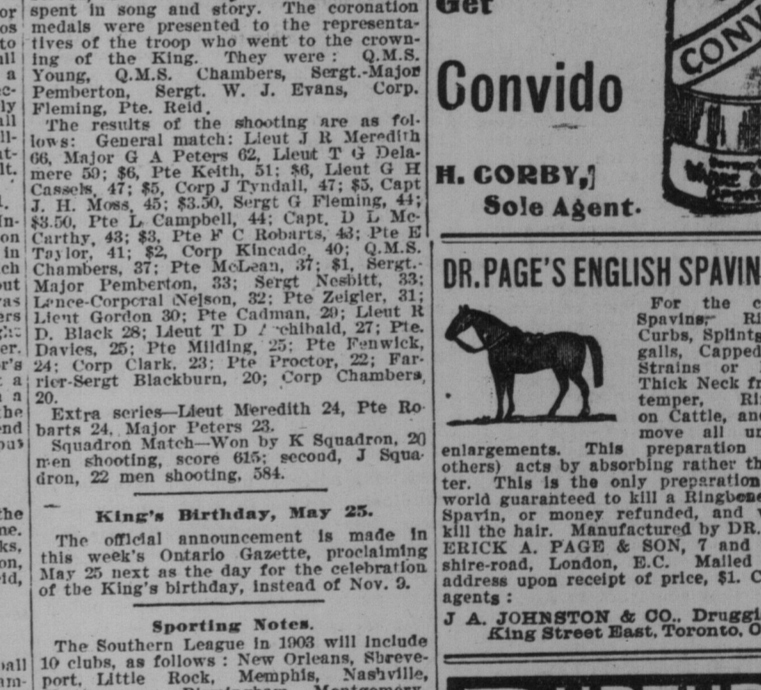 spent in song and story. The coronation
medals were presented to the representa-
tives of the troop who went to the crown-
ing of the King. They were: Q.M.S.
Young, Q.M.S. Chambers, Sergt.-Major
Pemberton, Sergt. W. J. Evans, Corp.
Fleming, Pte. Reid.
The results of the shooting are as fol-
lows: General match: Lieut J R Meredith
66, Major G A Peters 62, Lieut T G Dela-
mere 59; $6, Pte Keith, 51; $6, Lieut G H
Cassels, 47; $5, Corp J Tyndall, 47; $5, Capt
J. H. Moss, 45; $3.50, Sergt G Fleming, 44;
$3.50, Pte L Campbell, 44; Capt. D L Mc-
Carthy, 43; $3, Pte F C Robarts, 43; Pte E
Taylor, 41; $2, Corp Kincade, 40; Q.M.S.
Chambers, 37; Pte McLean, 37; $1, Sergt.-
Major Pemberton, 33; Sergt Nesbitt, 33;
Lance-Corporal Nelson, 32; Pte Zeigler, 31;
Lieut Gordon 30; Pte Cadman, 29; Lieut R
D. Black 28; Lieut T D 27; Pte.
Davies, 25; Pte Milding, 25; Pte Fenwick,
24; Corp Clark, 23; Pte Proctor, 22; Far-
rier-Sergt Blackburn, 20; Corp Chambers,
20.
Extra series—Lieut Meredith 24, Pte Ro-
barts 24, Major Peters 23.
Squadron Match—Won by K Squadron, 20
men shooting, score 615; second, J Squa-
dron, 22 men shooting, 584.
King's Birthday, May 25.
The official announcement is made in
this week's Ontario Gazette, proclaiming
May 25 next as the day for the celebration
of the King's birthday, instead of Nov. 9.
Sporting Notes.
The Southern League in 1903 will include
10 clubs, as follows: New Orleans, Shreve-
port, Little Rock, Memphis, Nashville,
Get
Convido
H. CORBY,
Sole Agent.
CONV
DR. PAGE'S ENGLISH SPAVIN
For the c
Spavins, Ri
Curbs, Splints
galls, Capped
Strains or
Thick Neck fr
temper, Ri
on Cattle, and
move all un
enlargements. This preparation
others) acts by absorbing rather th
ter. This is the only preparation
world guaranteed to kill a Ringbone
Spavin, or money refunded, and
kill the hair. Manufactured by DR.
ERICK A. PAGE & SON, 7 and
shire-road, London, E.C. Mailed
address upon receipt of price, $1. C
agents:
J A. JOHNSTON & CO., Druggi
King Street East, Toronto, O